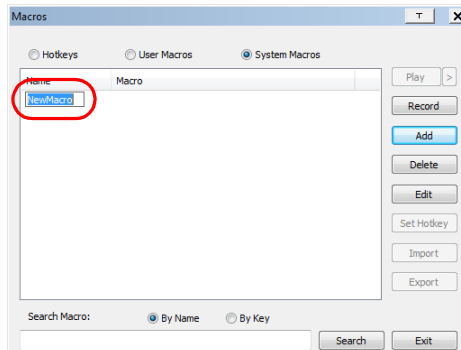 Macros
T X
Hotkeys User Macros System Macros
Name Macro
NewMacro
Play >
Record
Add
Delete
Edit
Set Hotkey
Import
Export
Search Macro: By Name By Key
Search Exit